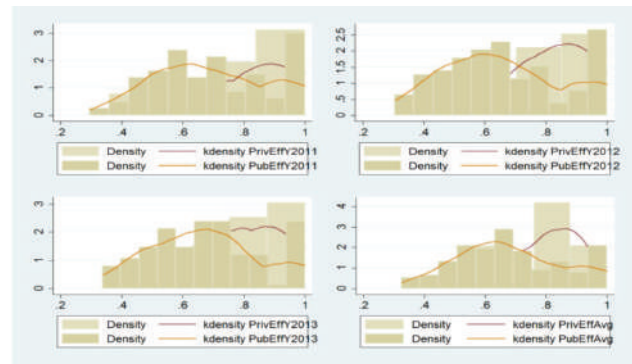 3
2
1
0
.2 .4 .6 .8 1
Density kdensity PrivEffY2011
Density kdensity PubEffY2011
2.5
2
1.5
1
.5
0
.2 .4 .6 .8 1
Density kdensity PrivEffY2012
Density kdensity PubEffY2012
3
2
1
0
.2 .4 .6 .8 1
Density kdensity PrivEffY2013
Density kdensity PubEffY2013
4
3
2
1
0
.2 .4 .6 .8 1
Density kdensity PrivEffAvg
Density kdensity PubEffAvg